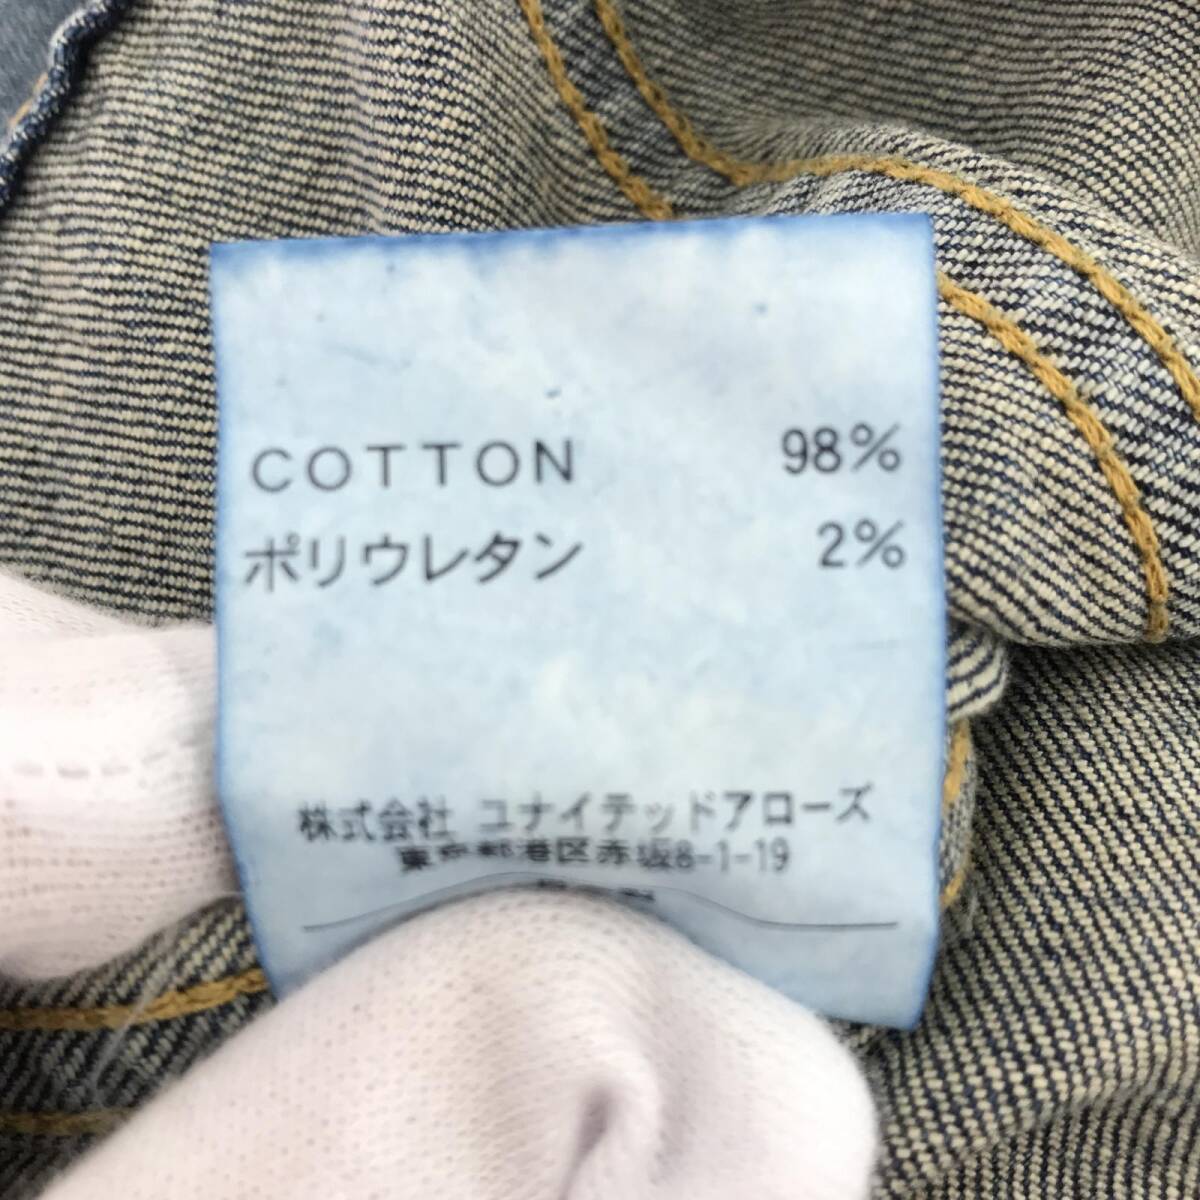 COTTON 98%
ポリウレタン 2%
株式会社 ユナイテッドアローズ
東京都港区赤坂8-1-19